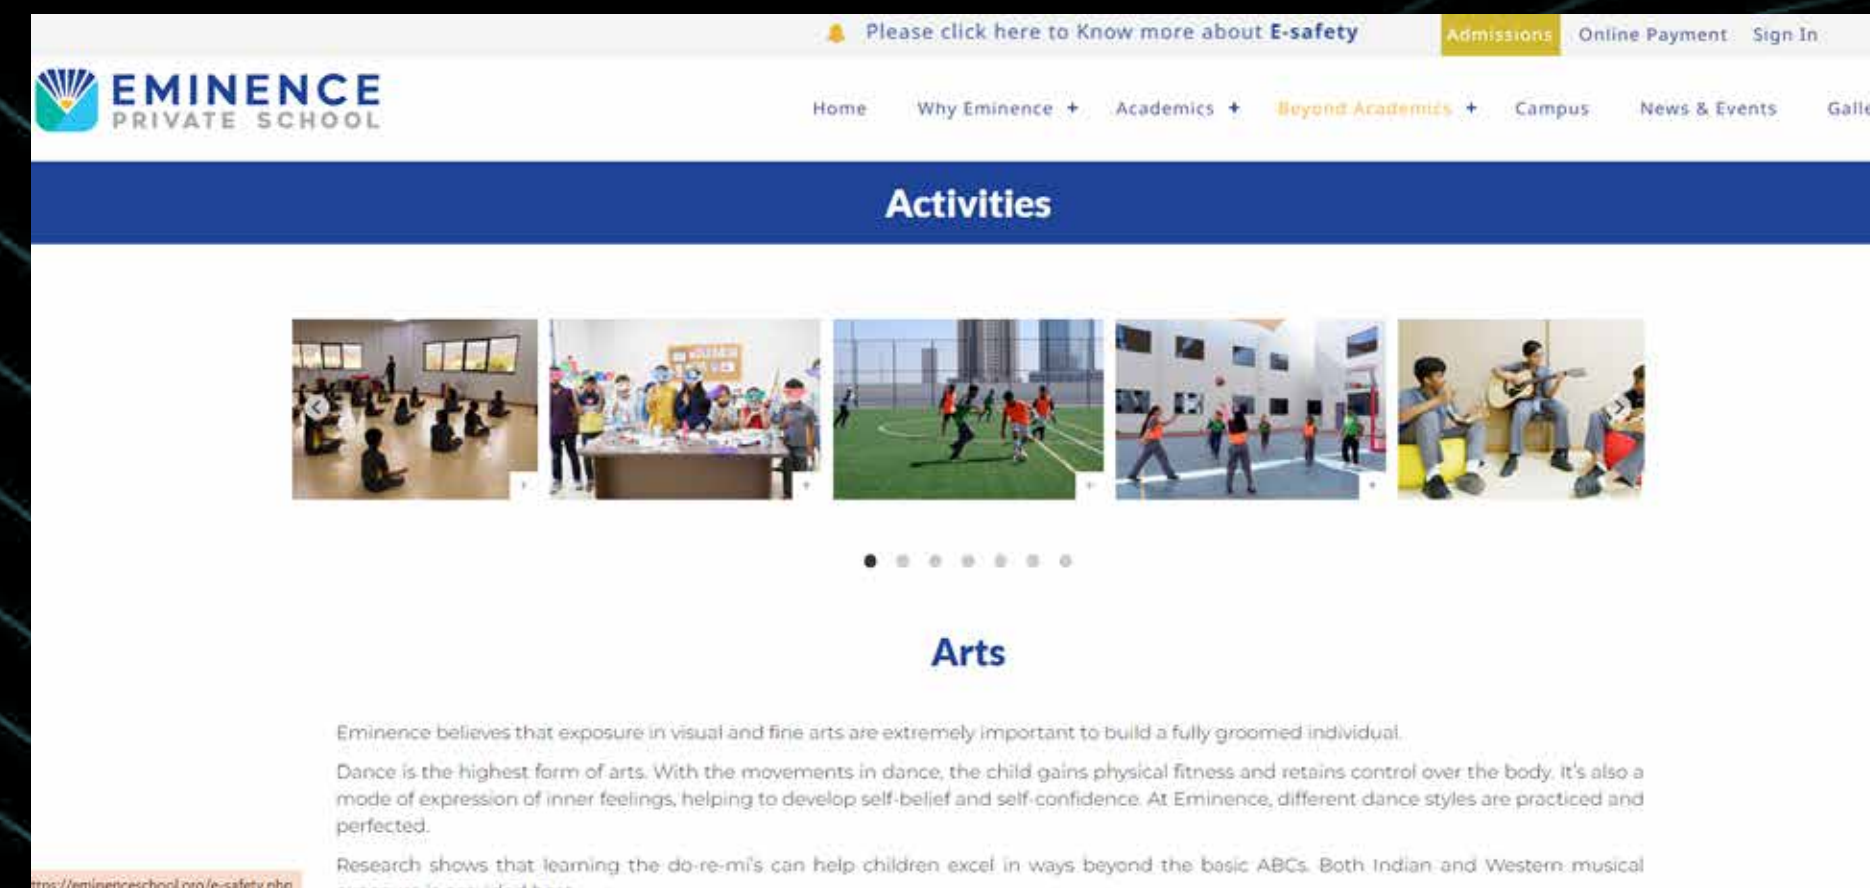 Please click here to Know more about E-safety
Admissions Online Payment Sign In
EMINENCE
PRIVATE SCHOOL
Home Why Eminence + Academics + Beyond Academics + Campus News & Events Galle
Activities
Arts
Eminence believes that exposure in visual and fine arts are extremely important to build a fully groomed individual.
Dance is the highest form of arts. With the movements in dance, the child gains physical fitness and retains control over the body. It's also a
mode of expression of inner feelings, helping to develop self-belief and self-confidence. At Eminence, different dance styles are practiced and
perfected.
Research shows that learning the do-re-mi's can help children excel in ways beyond the basic ABCs. Both Indian and Western musical
ttps://eminenceschool.pro/e-safety.php